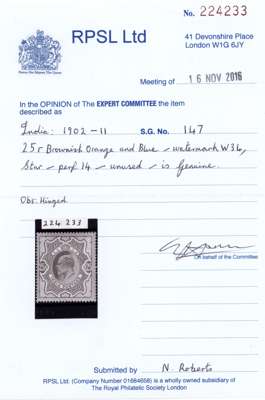 No. 224233
RPSL Ltd
41 Devonshire Place
London W1G 6JY
Meeting of 16 NOV 2016
In the OPINION of The EXPERT COMMITTEE the item
described as
India: 1902-11 S.G. No. 147
25r Brownish Orange and Blue - watermark W36,
Star - perf 14 - unused - is Genuine.
Obs: Hinged
224 233
On behalf of the Committee
Submitted by N. Roberts
RPSL Ltd. (Company Number 01684658) is a wholly owned subsidiary of
The Royal Philatelic Society London